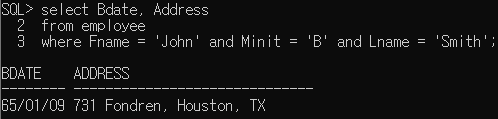 SQL> select Bdate, Address
  2  from employee
  3  where Fname = 'John' and Minit = 'B' and Lname = 'Smith';
BDATE    ADDRESS
-------- ------------------------------
65/01/09 731 Fondren, Houston, TX